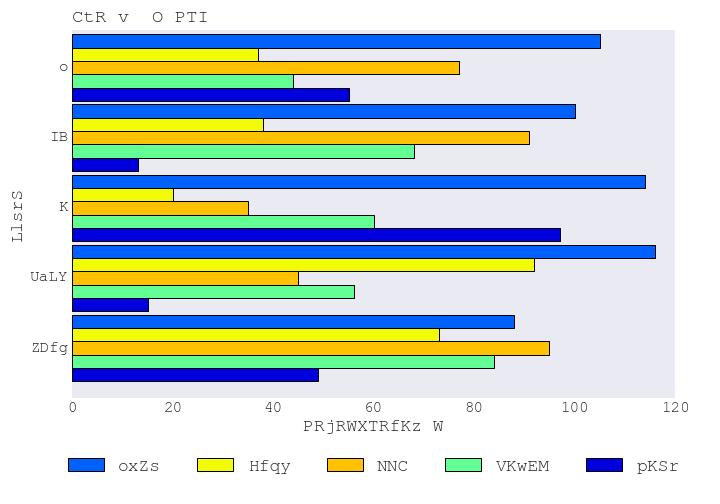 CtR v  O PTI
LlsrS
o
IB
K
UaLY
ZDfg
0 20 40 60 80 100 120
PRjRWXTRfKz W
oxZs Hfqy NNC VKwEM pKSr